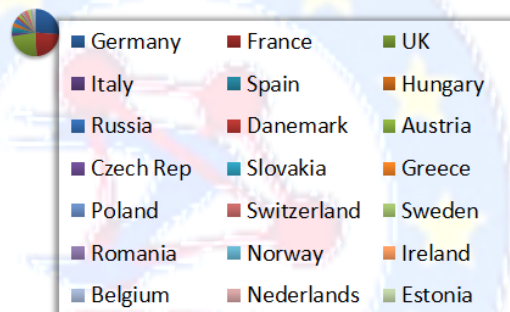 Germany France UK
Italy Spain Hungary
Russia Danemark Austria
Czech Rep Slovakia Greece
Poland Switzerland Sweden
Romania Norway Ireland
Belgium Nederlands Estonia